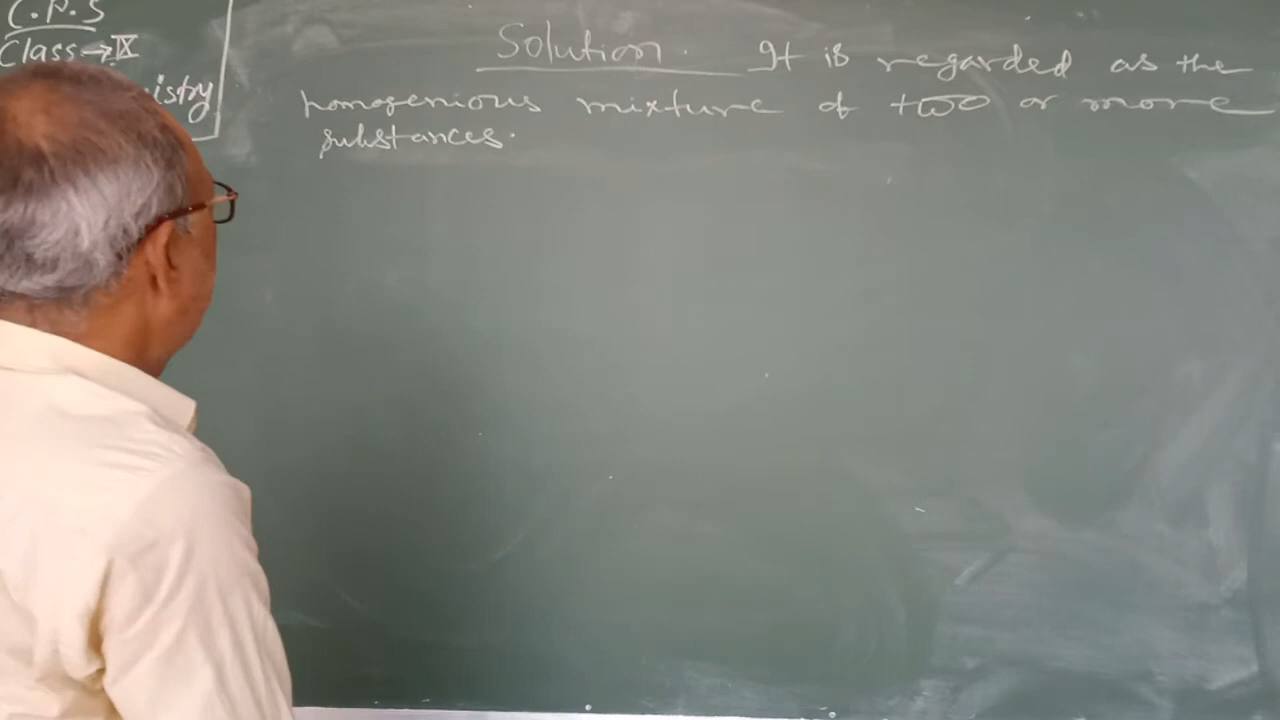 C.P.S
Class→IX
istry
Solution. It is regarded as the
homogenious mixture of two or more
substances.